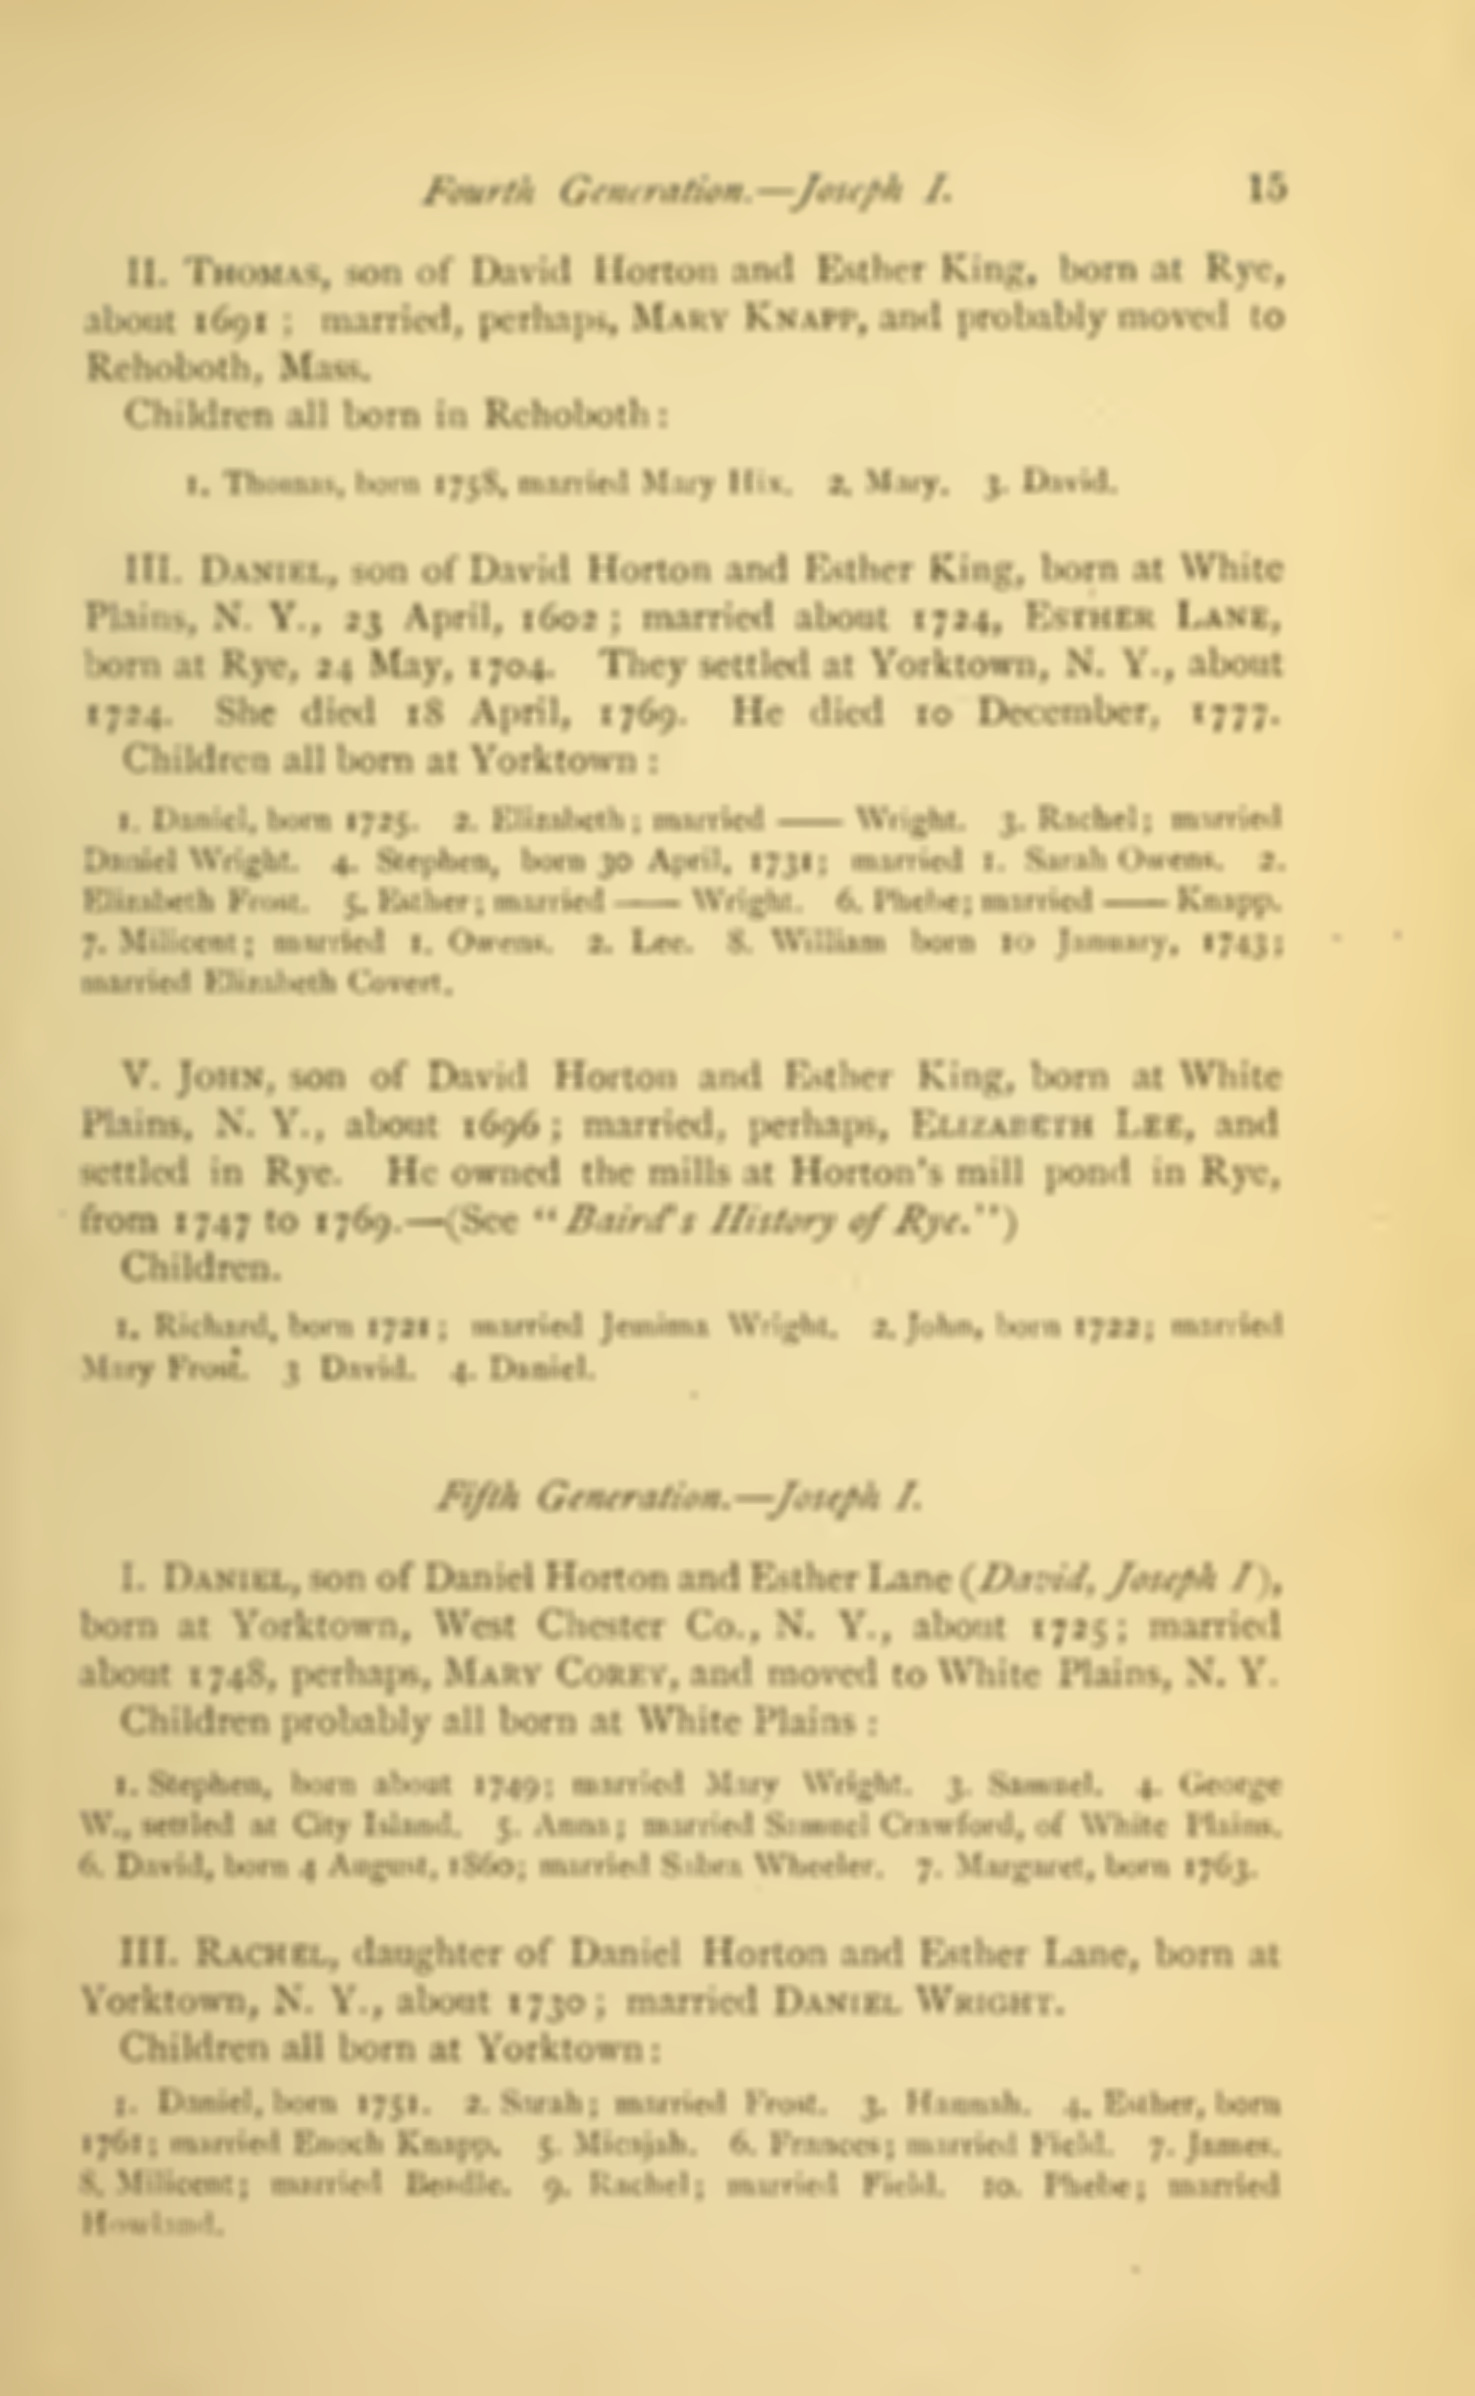 Fourth Generation.—Joseph I. 15
II. THOMAS, son of David Horton and Esther King, born at Rye,
about 1691; married, perhaps, MARY KNAPP, and probably moved to
Rehoboth, Mass.
Children all born in Rehoboth:
1. Thomas, born 1758, married Mary Hix. 2. Mary. 3. David.
III. DANIEL, son of David Horton and Esther King, born at White
Plains, N. Y., 23 April, 1602; married about 1724, ESTHER LANE,
born at Rye, 24 May, 1704. They settled at Yorktown, N. Y., about
1724. She died 18 April, 1769. He died 10 December, 1777.
Children all born at Yorktown:
1. Daniel, born 1725. 2. Elizabeth; married —— Wright. 3. Rachel; married
Daniel Wright. 4. Stephen, born 30 April, 1731; married 1. Sarah Owens. 2.
Elizabeth Frost. 5. Esther; married —— Wright. 6. Phebe; married —— Knapp.
7. Milicent; married 1. Owens. 2. Lee. 8. William born 10 January, 1743;
married Elizabeth Covert.
V. JOHN, son of David Horton and Esther King, born at White
Plains, N. Y., about 1696; married, perhaps, ELIZABETH LEE, and
settled in Rye. He owned the mills at Horton's mill pond in Rye,
from 1747 to 1769.—(See "Baird's History of Rye.")
Children.
1. Richard, born 1721; married Jemima Wright. 2. John, born 1722; married
Mary Frost. 3 David. 4. Daniel.
Fifth Generation.—Joseph I.
I. DANIEL, son of Daniel Horton and Esther Lane (David, Joseph I),
born at Yorktown, West Chester Co., N. Y., about 1725; married
about 1748, perhaps, MARY COREY, and moved to White Plains, N. Y.
Children probably all born at White Plains:
1. Stephen, born about 1749; married Mary Wright. 3. Samuel. 4. George
W., settled at City Island. 5. Anna; married Samuel Crawford, of White Plains.
6. David, born 4 August, 1860; married Sabra Wheeler. 7. Margaret, born 1763.
III. RACHEL, daughter of Daniel Horton and Esther Lane, born at
Yorktown, N. Y., about 1730; married DANIEL WRIGHT.
Children all born at Yorktown:
1. Daniel, born 1751. 2. Sarah; married Frost. 3. Hannah. 4. Esther, born
1761; married Enoch Knapp. 5. Micajah. 6. Frances; married Field. 7. James.
8. Milicent; married Beedle. 9. Rachel; married Field. 10. Phebe; married
Howland.